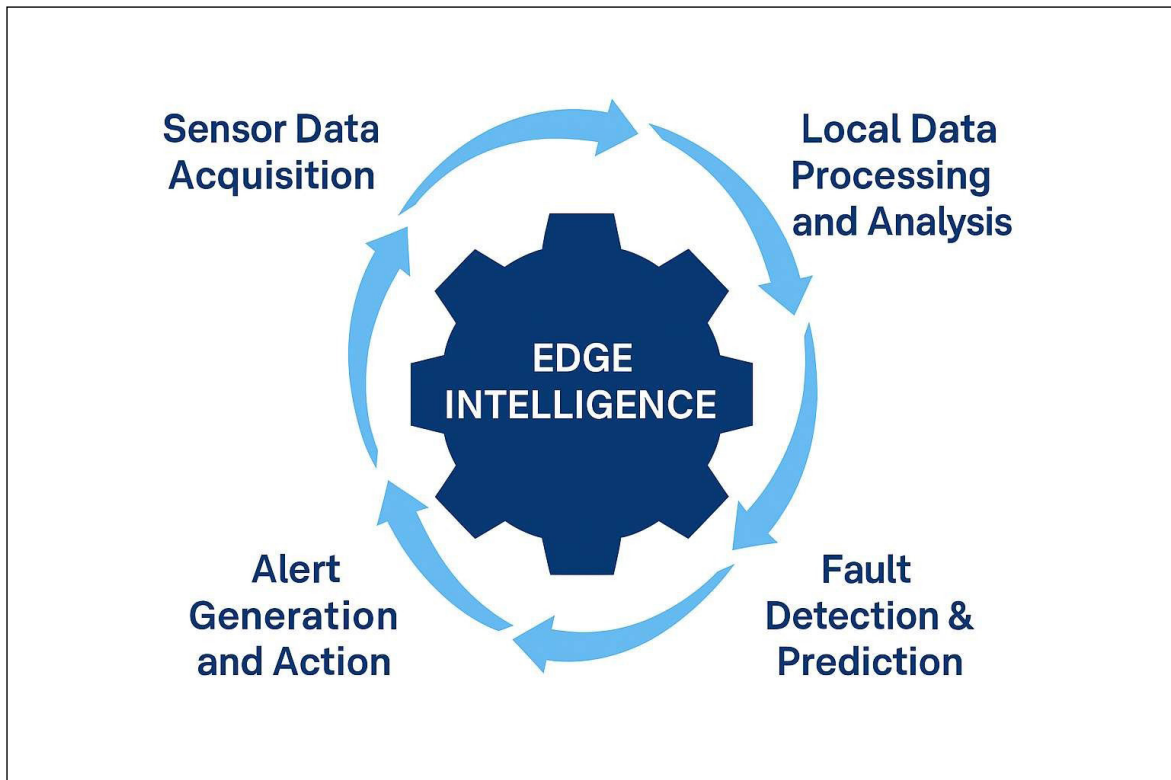 Sensor Data
Acquisition
Local Data
Processing
and Analysis
EDGE
INTELLIGENCE
Alert
Generation
and Action
Fault
Detection &
Prediction